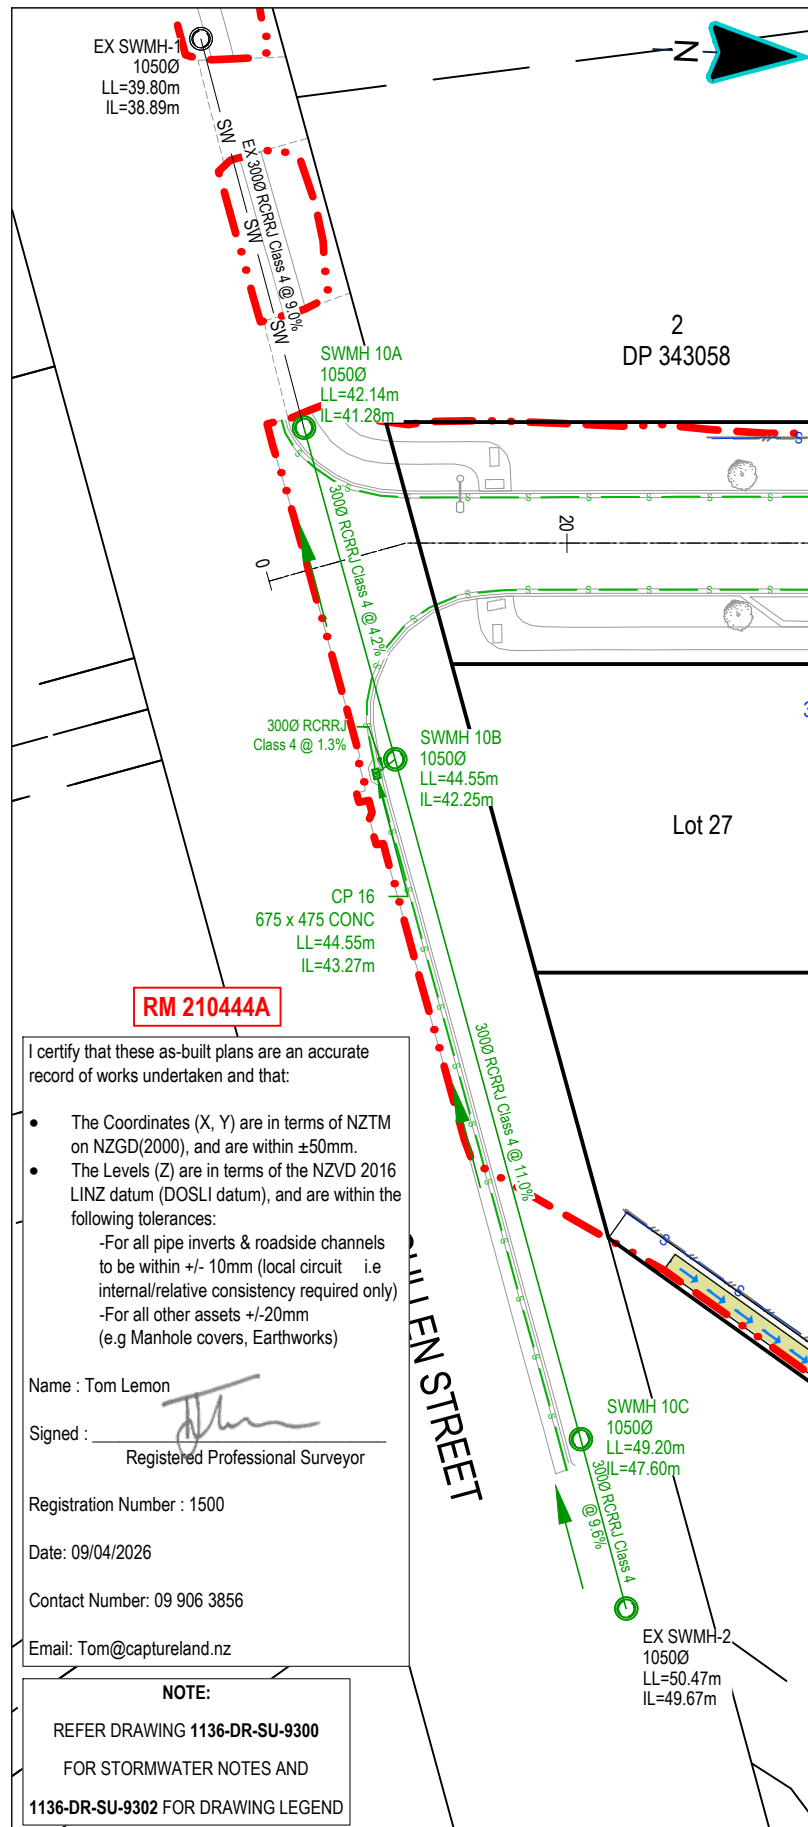 EX SWMH-1
1050Ø
LL=39.80m
IL=38.89m
N
SW
EX 300Ø RCRRJ Class 4 @ 9.0%
SW
SW
2
DP 343058
SWMH 10A
1050Ø
LL=42.14m
IL=41.28m
S
S
S
S
S
S
S
S
S
300Ø RCRRJ Class 4 @ 4.2%
20
0
S
S
S
S
S
S
S
S
300Ø RCRRJ
Class 4 @ 1.3%
SWMH 10B
1050Ø
LL=44.55m
IL=42.25m
3
Lot 27
CP 16
675 x 475 CONC
LL=44.55m
IL=43.27m
S
S
S
S
S
S
S
S
S
RM 210444A
300Ø RCRRJ Class 4 @ 11.0%
I certify that these as-built plans are an accurate
record of works undertaken and that:
• The Coordinates (X, Y) are in terms of NZTM
on NZGD(2000), and are within ±50mm.
• The Levels (Z) are in terms of the NZVD 2016
LINZ datum (DOSLI datum), and are within the
following tolerances:
-For all pipe inverts & roadside channels
to be within +/- 10mm (local circuit i.e
internal/relative consistency required only)
-For all other assets +/-20mm
(e.g Manhole covers, Earthworks)
Name : Tom Lemon
Signed :
Registered Professional Surveyor
Registration Number : 1500
Date: 09/04/2026
Contact Number: 09 906 3856
Email: Tom@captureland.nz
S
S
STREET
SWMH 10C
1050Ø
LL=49.20m
IL=47.60m
300Ø RCRRJ Class 4
@ 9.6%
EX SWMH-2
1050Ø
LL=50.47m
IL=49.67m
NOTE:
REFER DRAWING 1136-DR-SU-9300
FOR STORMWATER NOTES AND
1136-DR-SU-9302 FOR DRAWING LEGEND